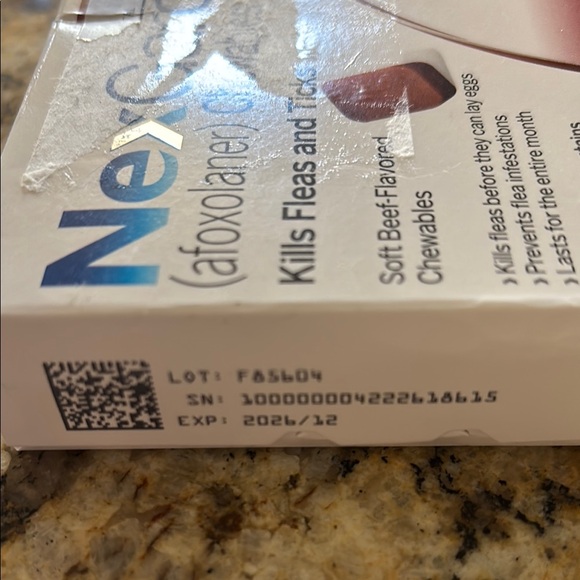 NexGard
(afoxolaner)
Kills Fleas and Ticks
Soft Beef-Flavored
Chewables
› Kills fleas before they can lay eggs
› Prevents flea infestations
› Lasts for the entire month
LOT: F85604
SN: 100000004222618615
EXP: 2026/12